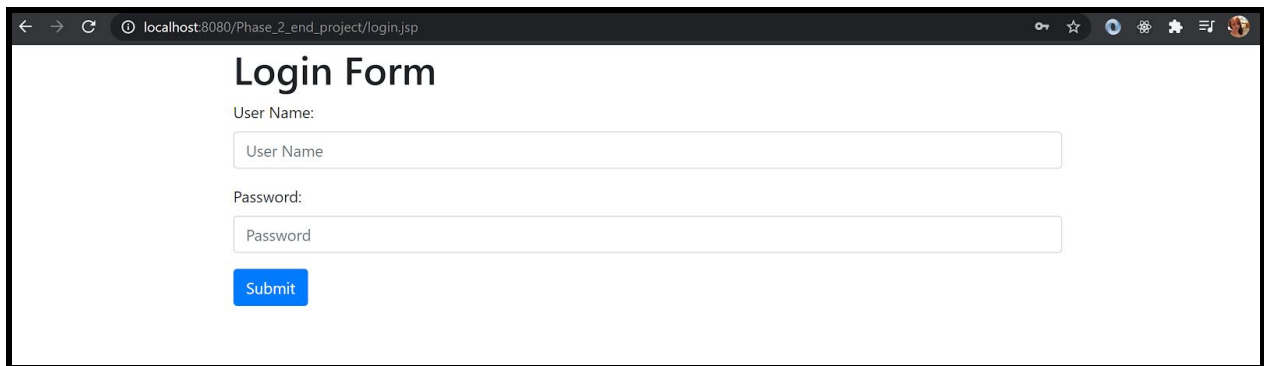 localhost:8080/Phase_2_end_project/login.jsp
Login Form
User Name:
User Name
Password:
Password
Submit